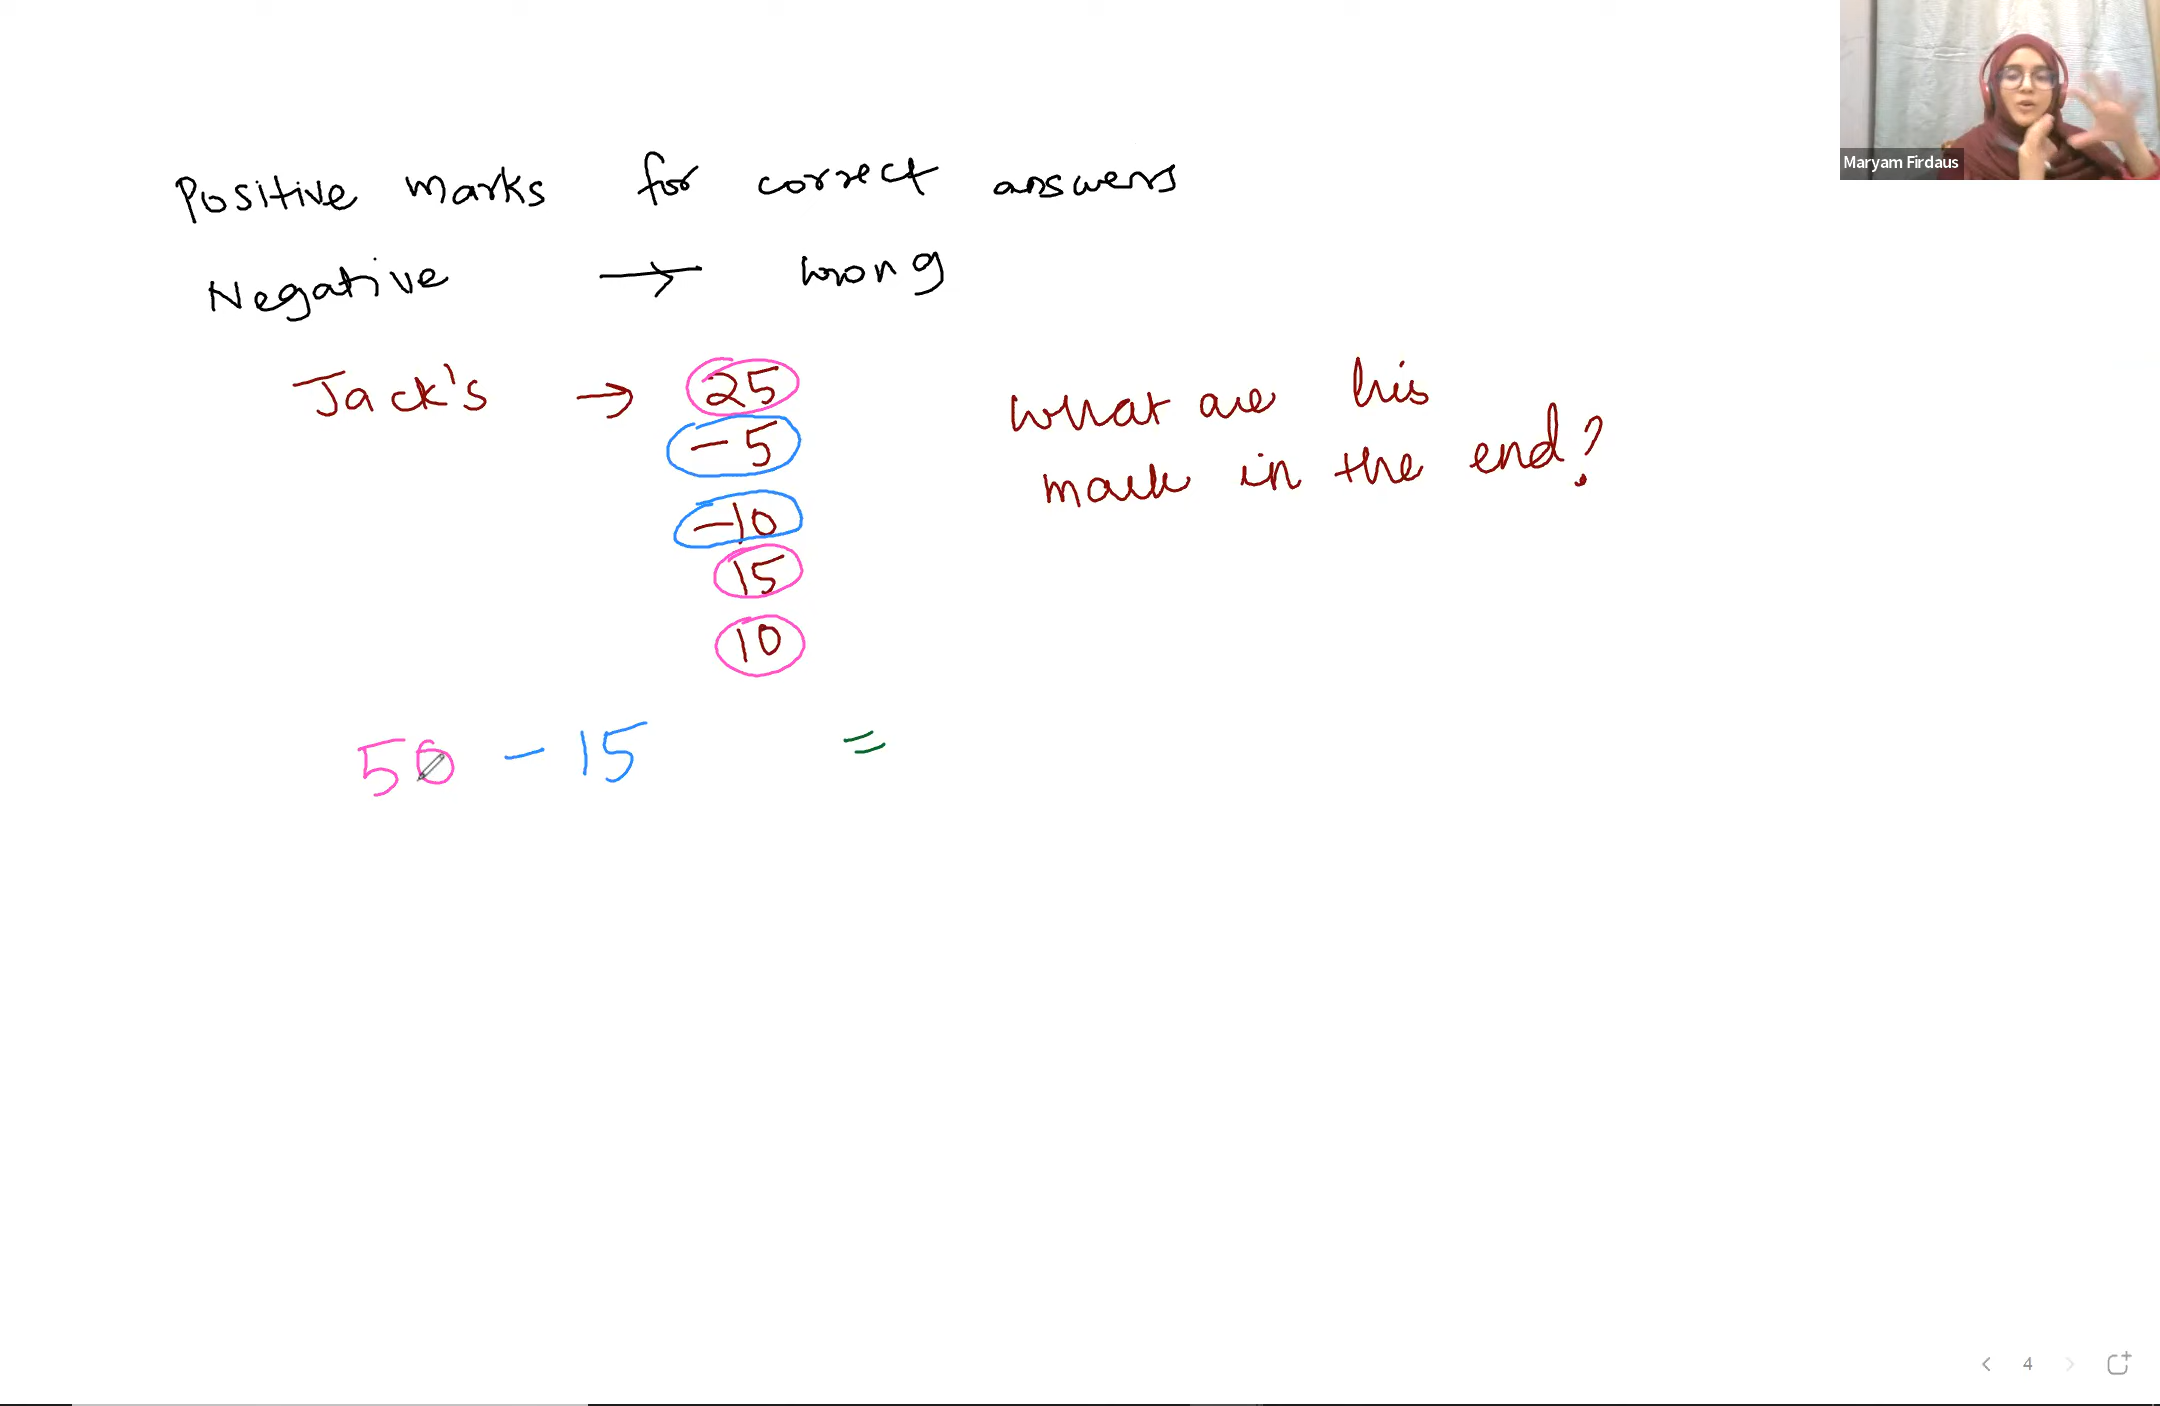 Maryam Firdaus
Positive marks for correct answers
Negative → wrong
Jack's → 25
-5
-10
15
10
What are his
mark in the end?
50 - 15 =
4